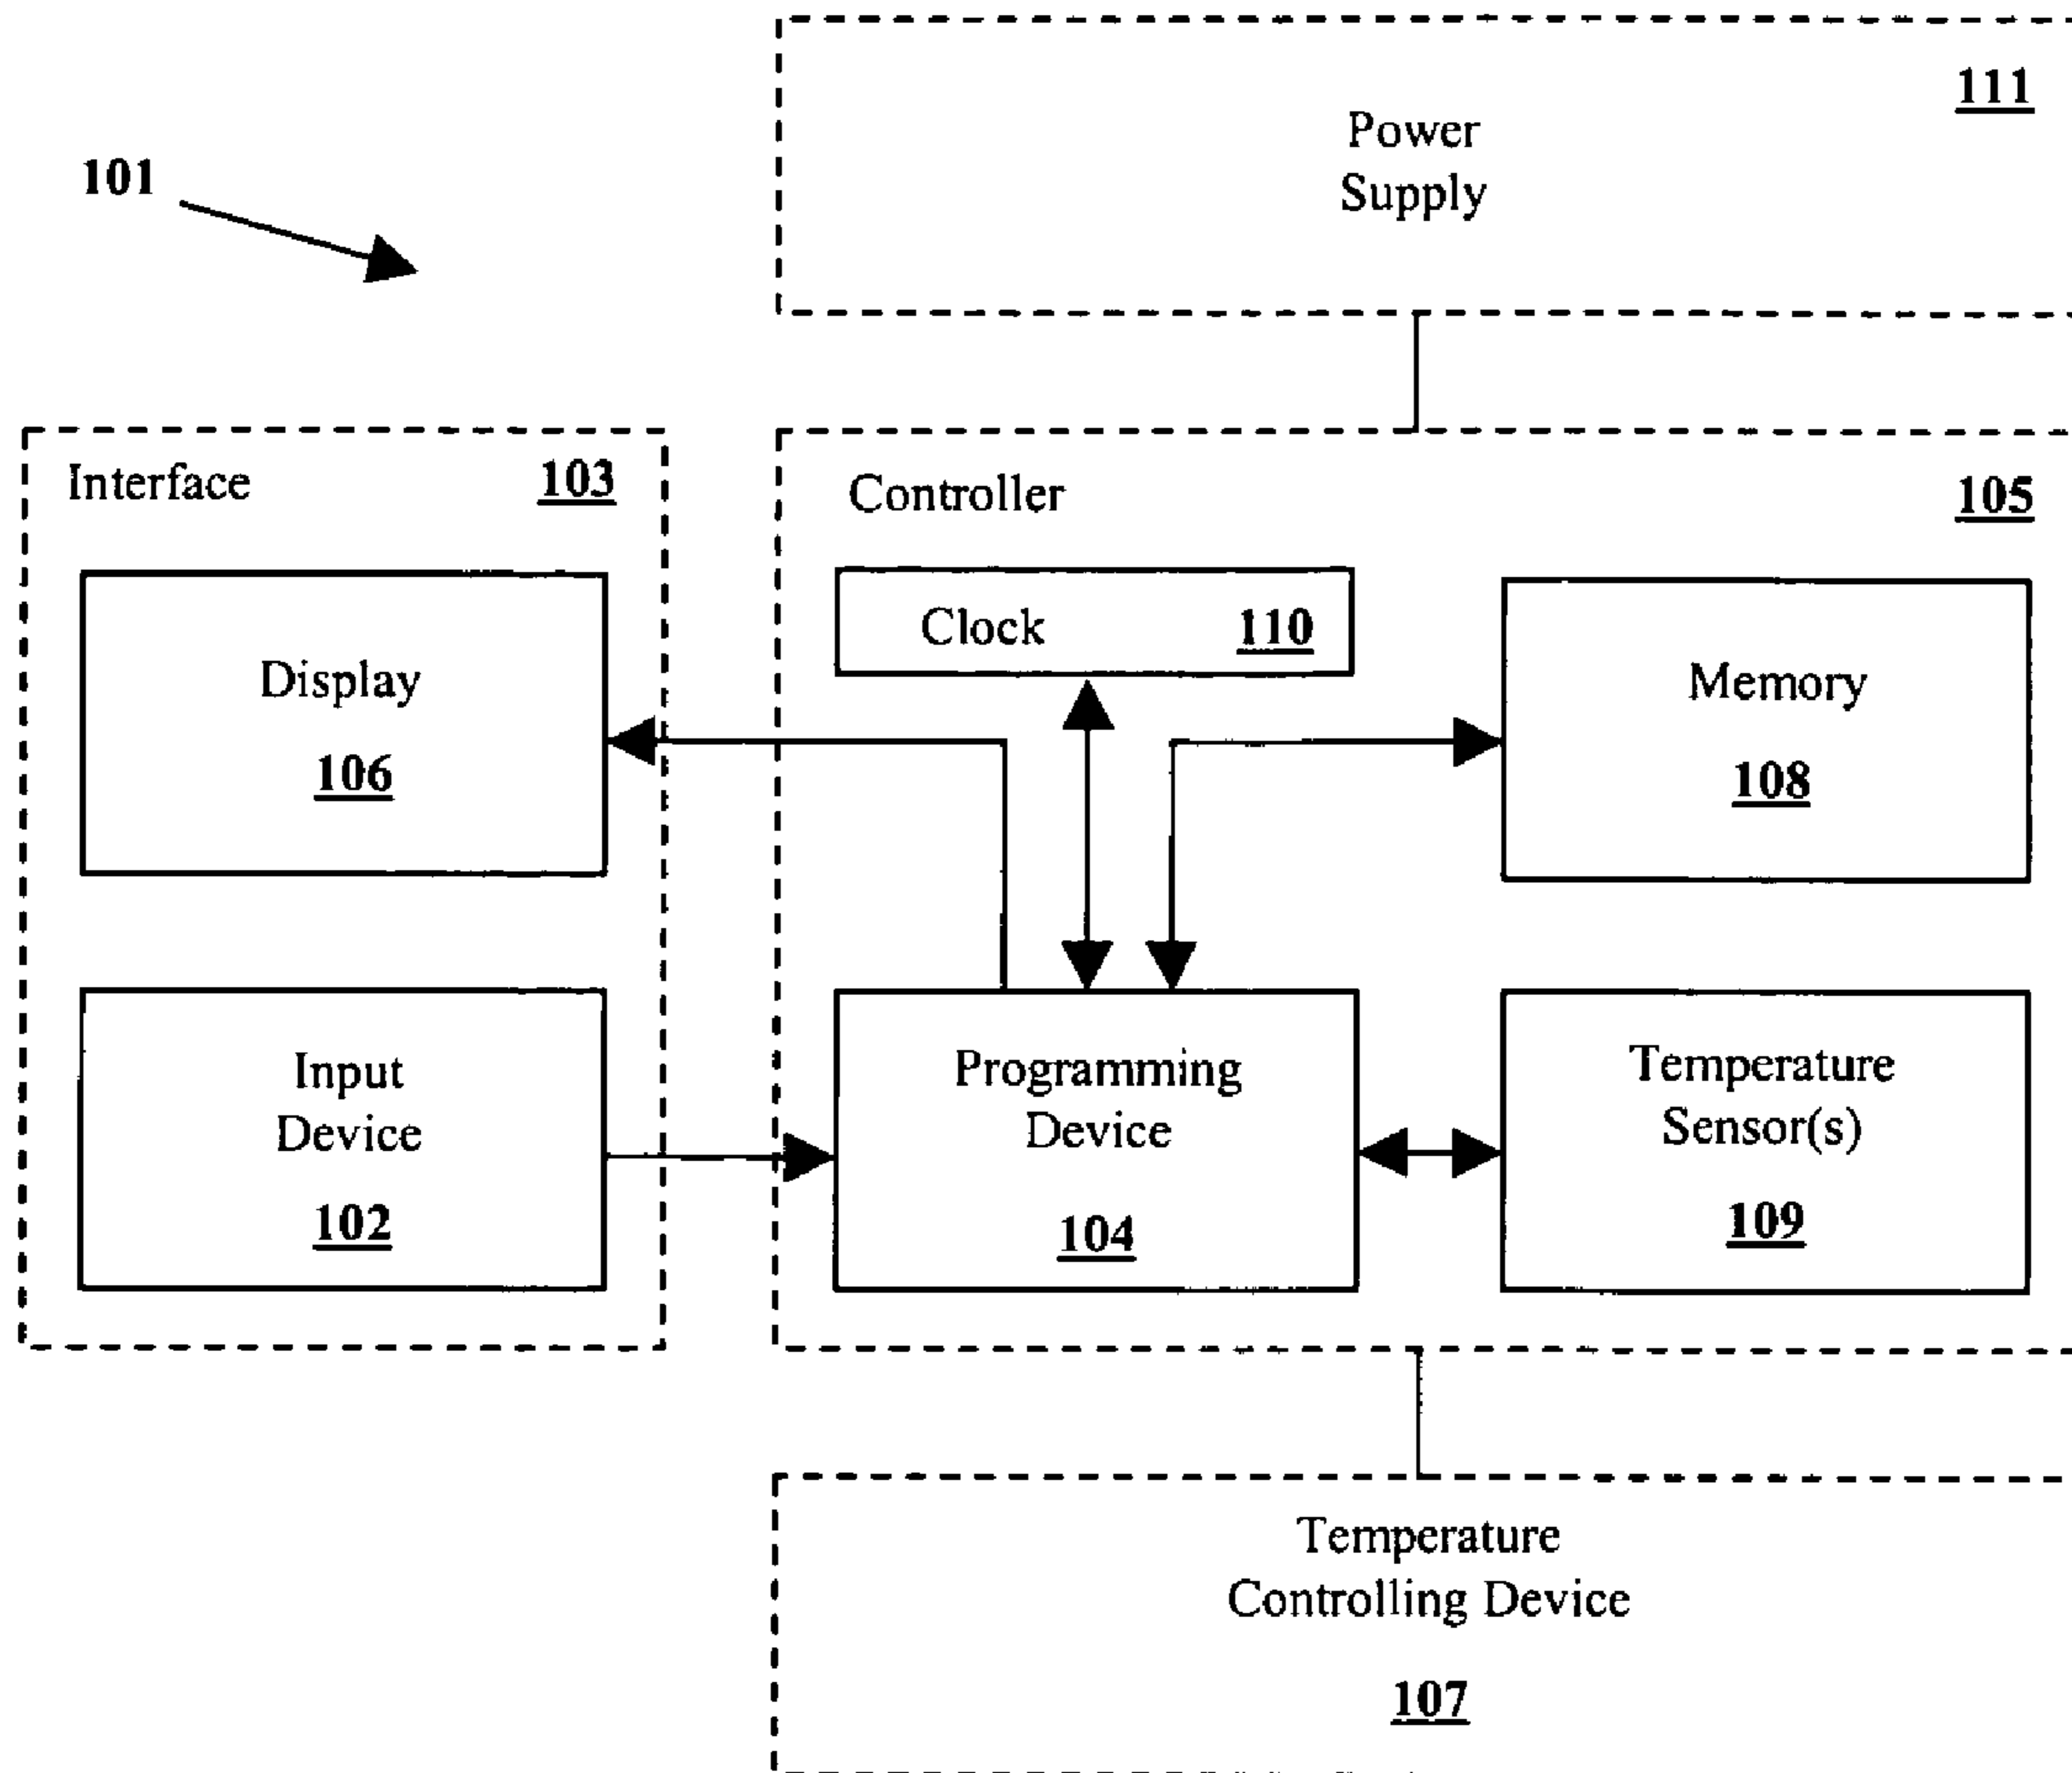 111
Power
Supply
101
Interface
103
Controller
105
Clock
110
Display
106
Memory
108
Input
Device
102
Programming
Device
104
Temperature
Sensor(s)
109
Temperature
Controlling Device
107